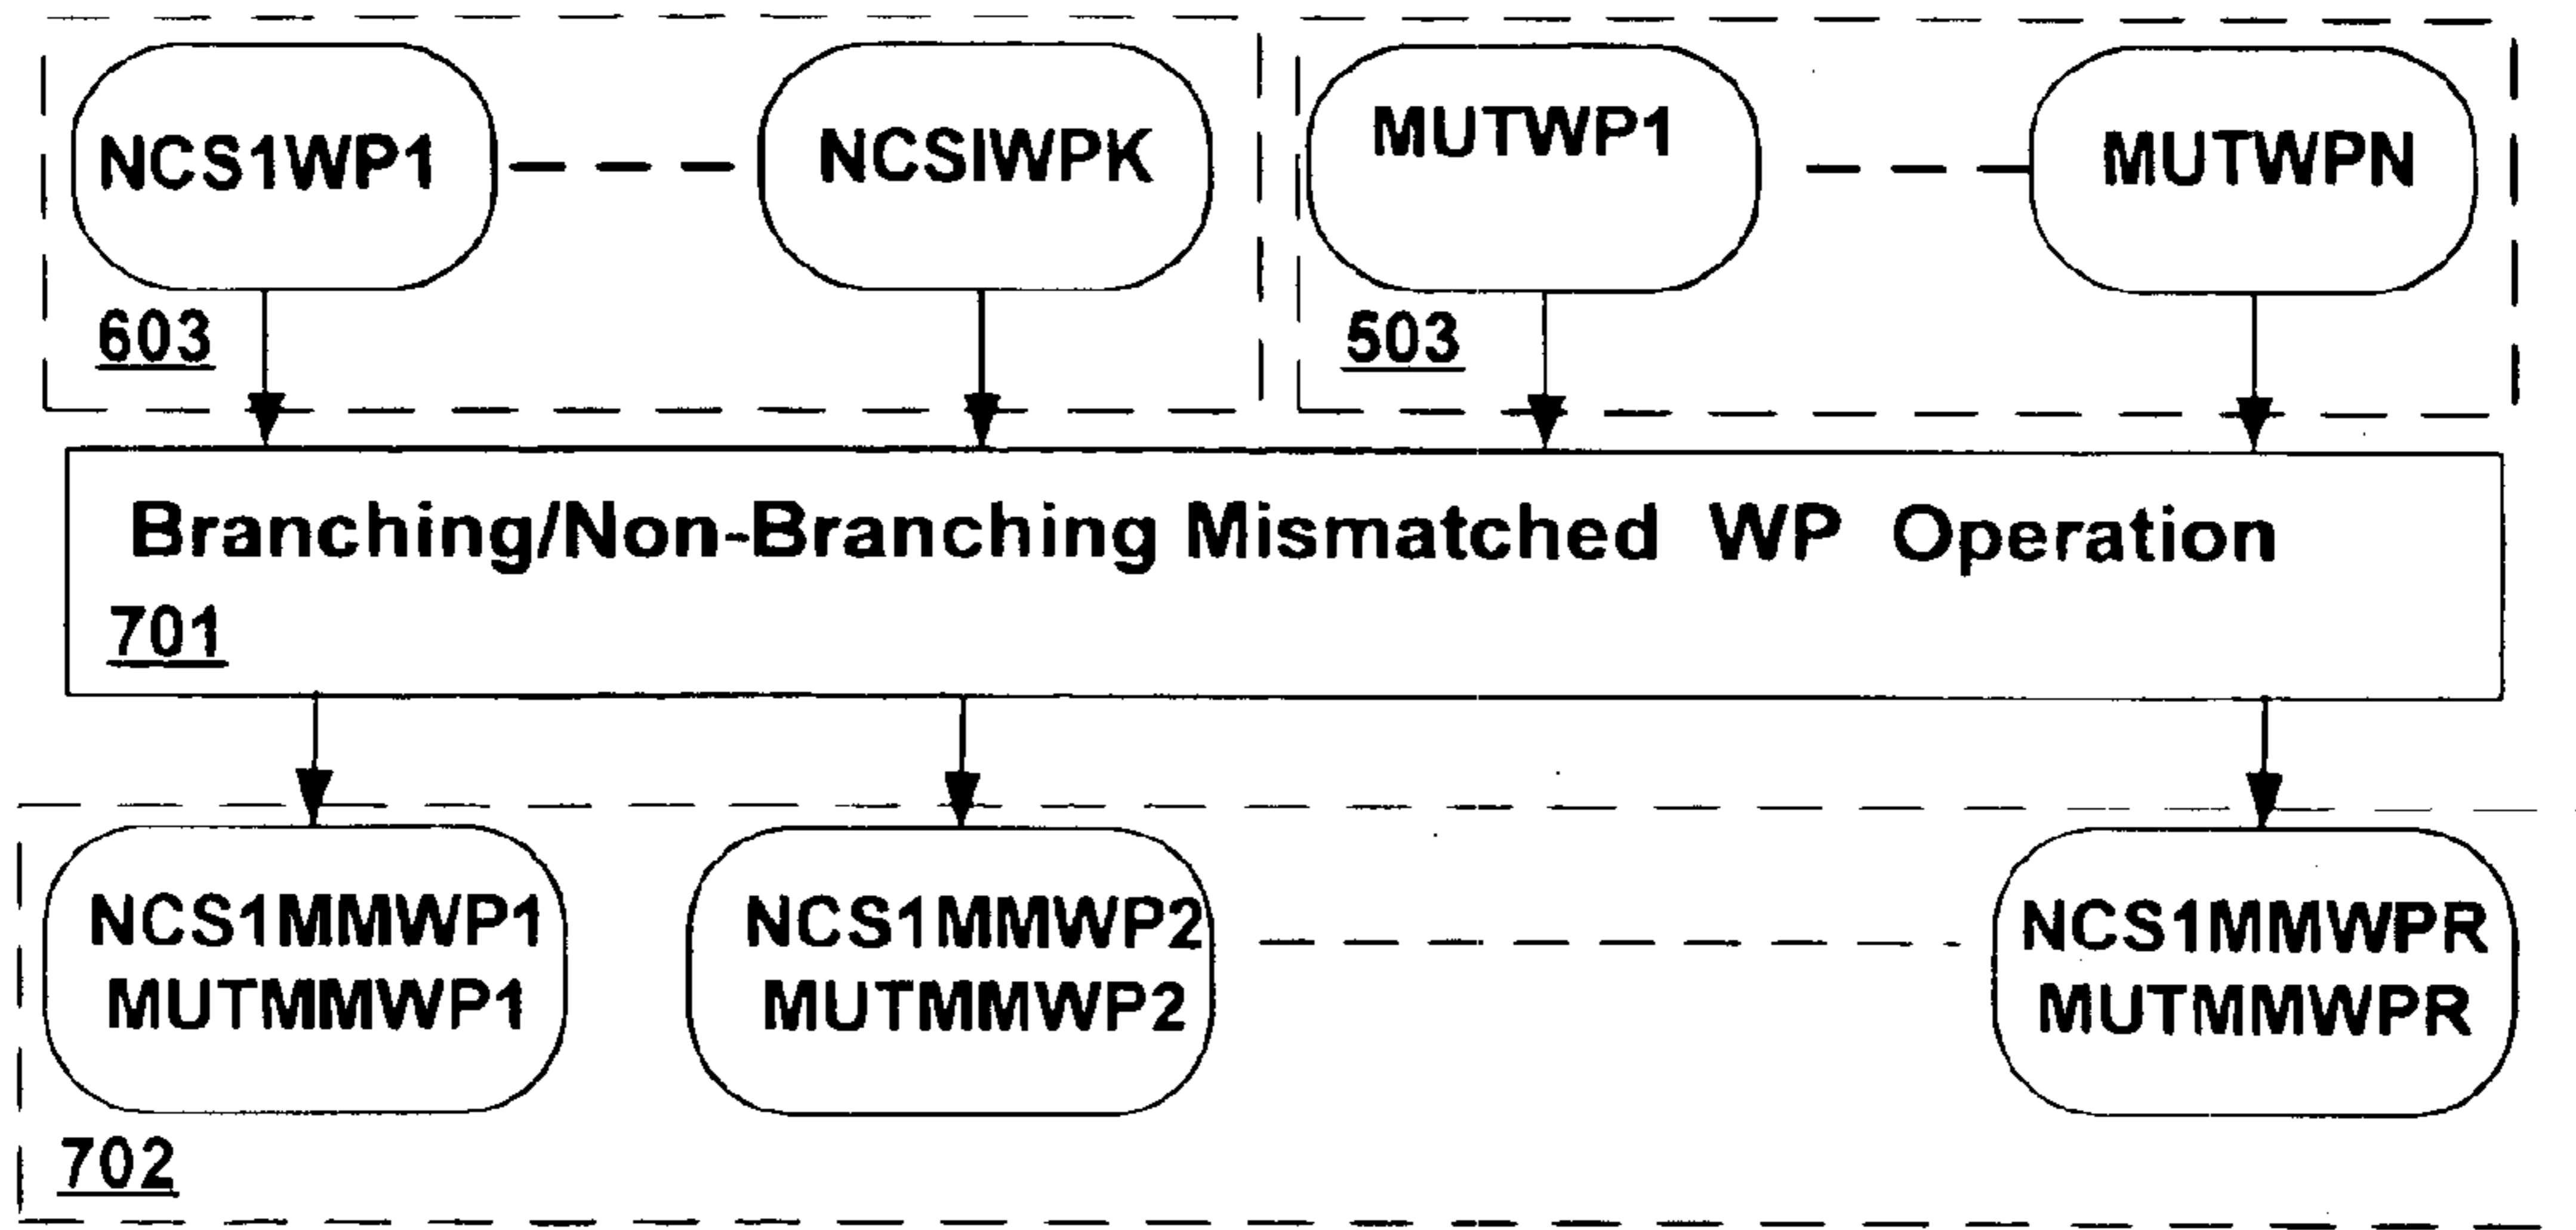 NCS1WP1
NCSIWPK
MUTWP1
MUTWPN
603
503
Branching/Non-Branching Mismatched WP Operation
701
NCS1MMWP1
MUTMMWP1
NCS1MMWP2
MUTMMWP2
NCS1MMWPR
MUTMMWPR
702